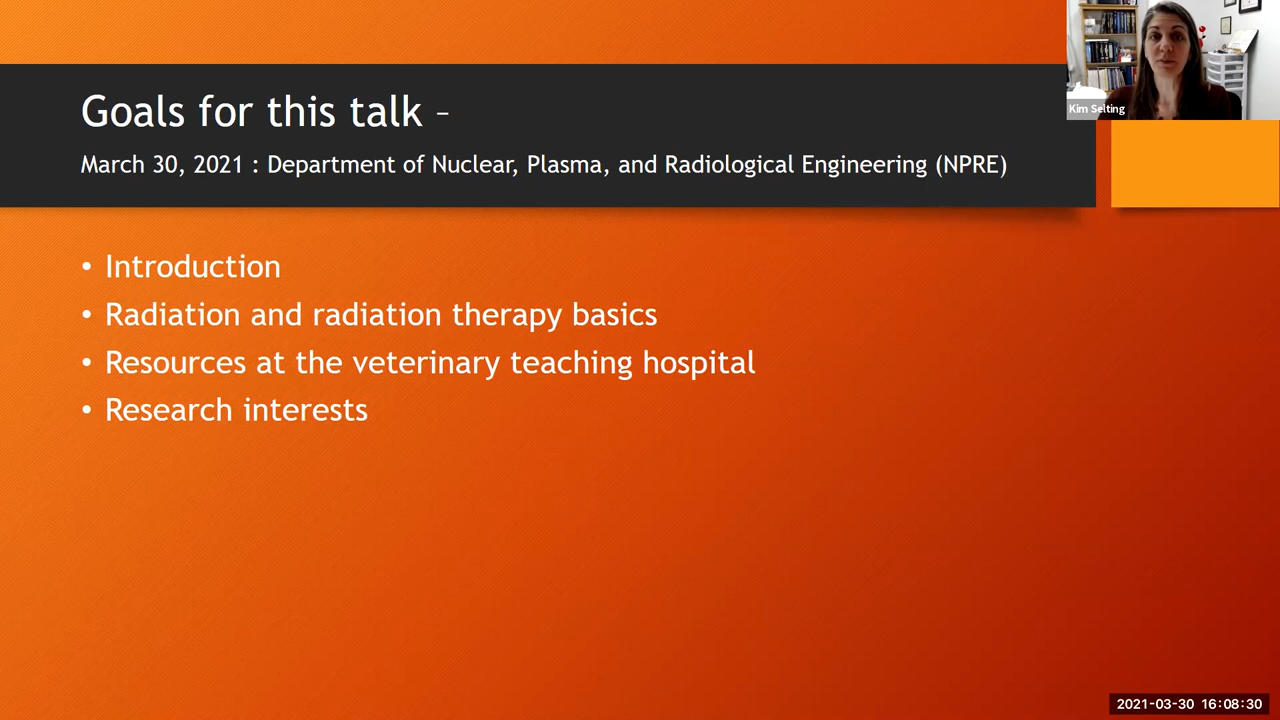 Goals for this talk –
March 30, 2021 : Department of Nuclear, Plasma, and Radiological Engineering (NPRE)
Kim Selting
• Introduction
• Radiation and radiation therapy basics
• Resources at the veterinary teaching hospital
• Research interests
2021-03-30 16:08:30